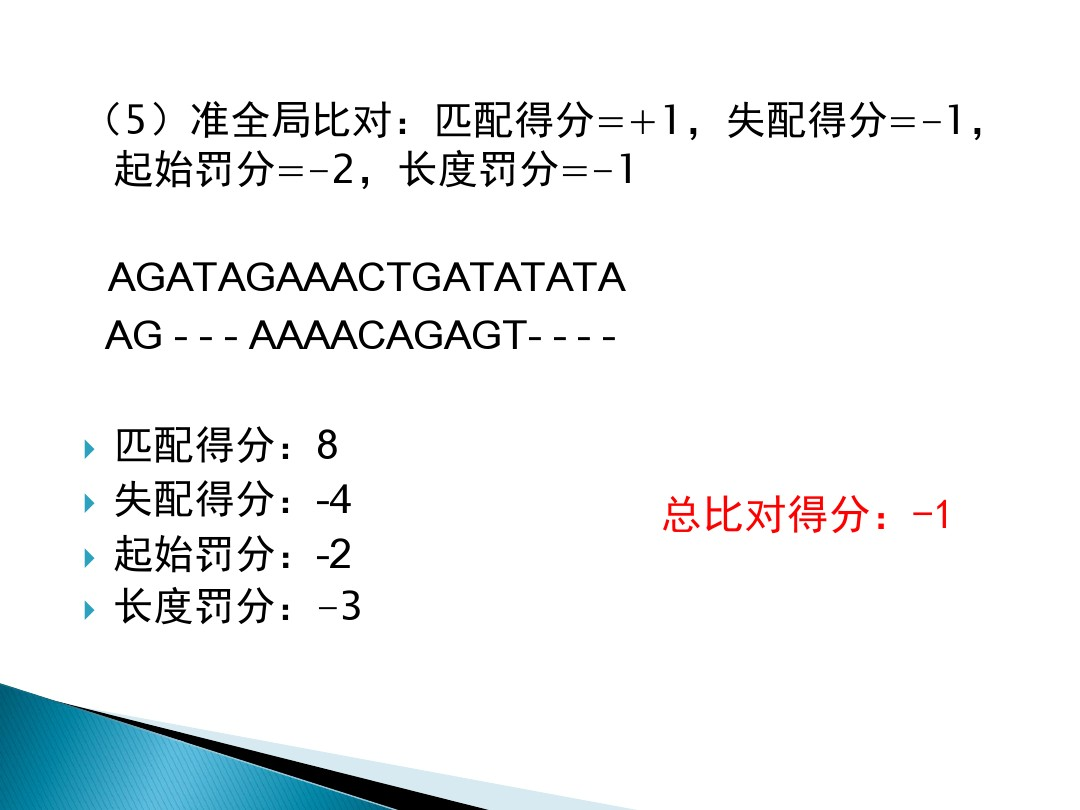 （5）准全局比对：匹配得分=+1，失配得分=-1，
起始罚分=-2，长度罚分=-1
AGATAGAAACTGATATATA
AG - - - AAAACAGAGT- - - -
匹配得分：8
失配得分：-4
总比对得分：-1
起始罚分：-2
长度罚分：-3